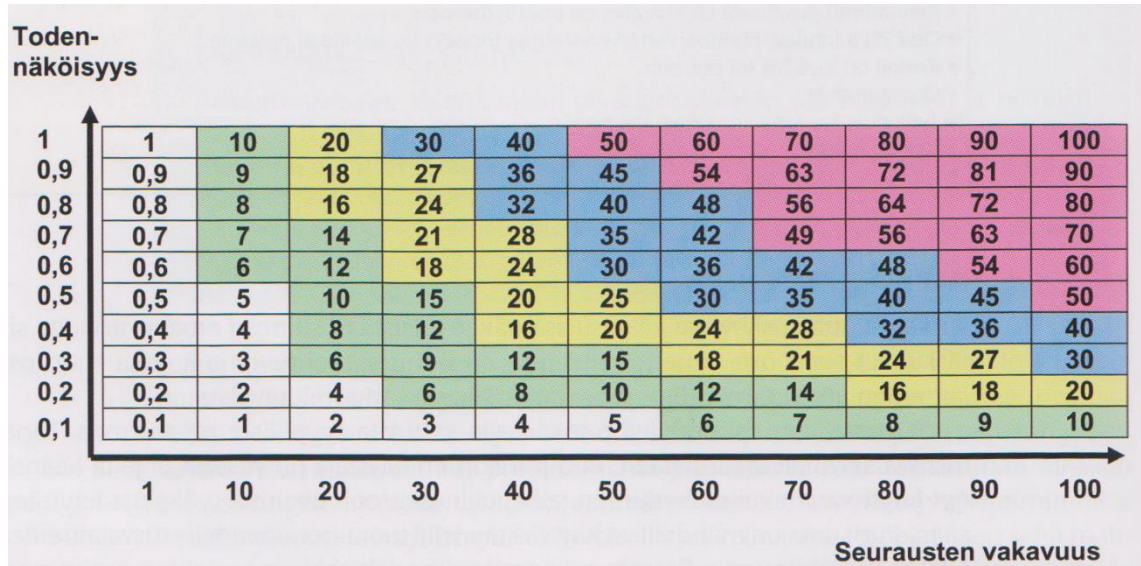 Toden-
näköisyys
1 1 10 20 30 40 50 60 70 80 90 100
0,9 0,9 9 18 27 36 45 54 63 72 81 90
0,8 0,8 8 16 24 32 40 48 56 64 72 80
0,7 0,7 7 14 21 28 35 42 49 56 63 70
0,6 0,6 6 12 18 24 30 36 42 48 54 60
0,5 0,5 5 10 15 20 25 30 35 40 45 50
0,4 0,4 4 8 12 16 20 24 28 32 36 40
0,3 0,3 3 6 9 12 15 18 21 24 27 30
0,2 0,2 2 4 6 8 10 12 14 16 18 20
0,1 0,1 1 2 3 4 5 6 7 8 9 10
1 10 20 30 40 50 60 70 80 90 100
Seurausten vakavuus